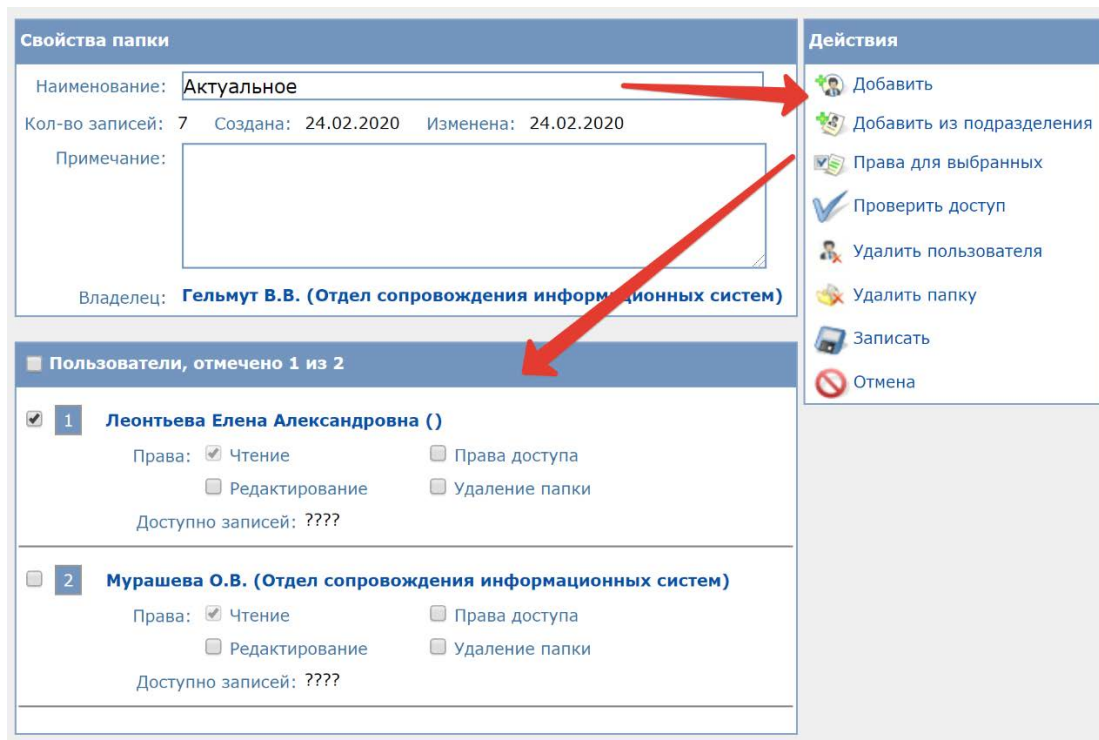 Свойства папки
Наименование: Актуальное
Кол-во записей: 7 Создана: 24.02.2020 Изменена: 24.02.2020
Примечание:
Владелец: Гельмут В.В. (Отдел сопровождения информационных систем)
Пользователи, отмечено 1 из 2
1 Леонтьева Елена Александровна ()
Права: Чтение Права доступа
Редактирование Удаление папки
Доступно записей: ????
2 Мурашева О.В. (Отдел сопровождения информационных систем)
Права: Чтение Права доступа
Редактирование Удаление папки
Доступно записей: ????
Действия
Добавить
Добавить из подразделения
Права для выбранных
Проверить доступ
Удалить пользователя
Удалить папку
Записать
Отмена